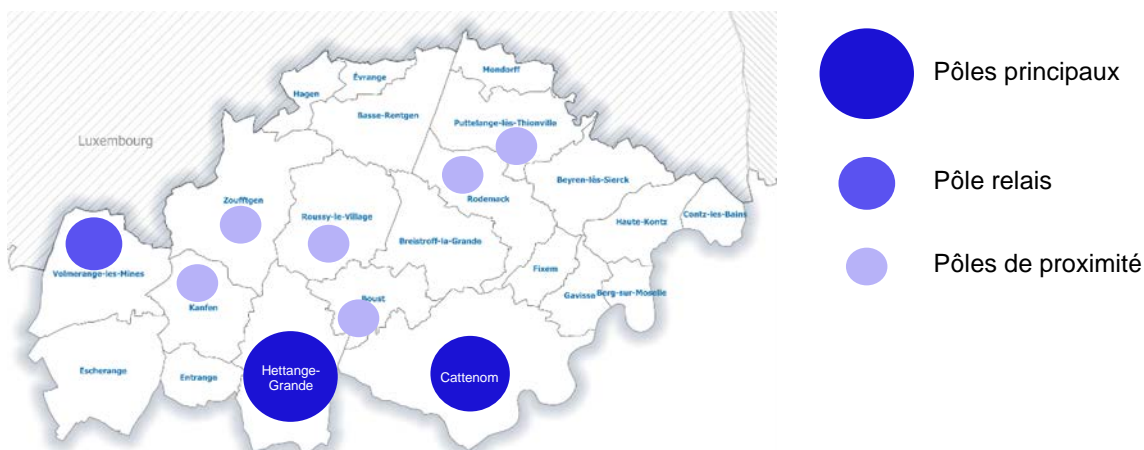 Pôles principaux
Pôle relais
Pôles de proximité
Luxembourg
Évrange
Hagen
Mondorff
Basse-Rentgen
Puttelange-lès-Thionville
Beyren-lès-Sierck
Rodemack
Zoufftgen
Roussy-le-Village
Contz-les-Bains
Haute-Kontz
Breistroff-la-Grande
Volmerange-les-Mines
Fixem
Gavisse
Berg-sur-Moselle
Kanfen
Boust
Escherange
Entrange
Hettange-
Grande
Cattenom